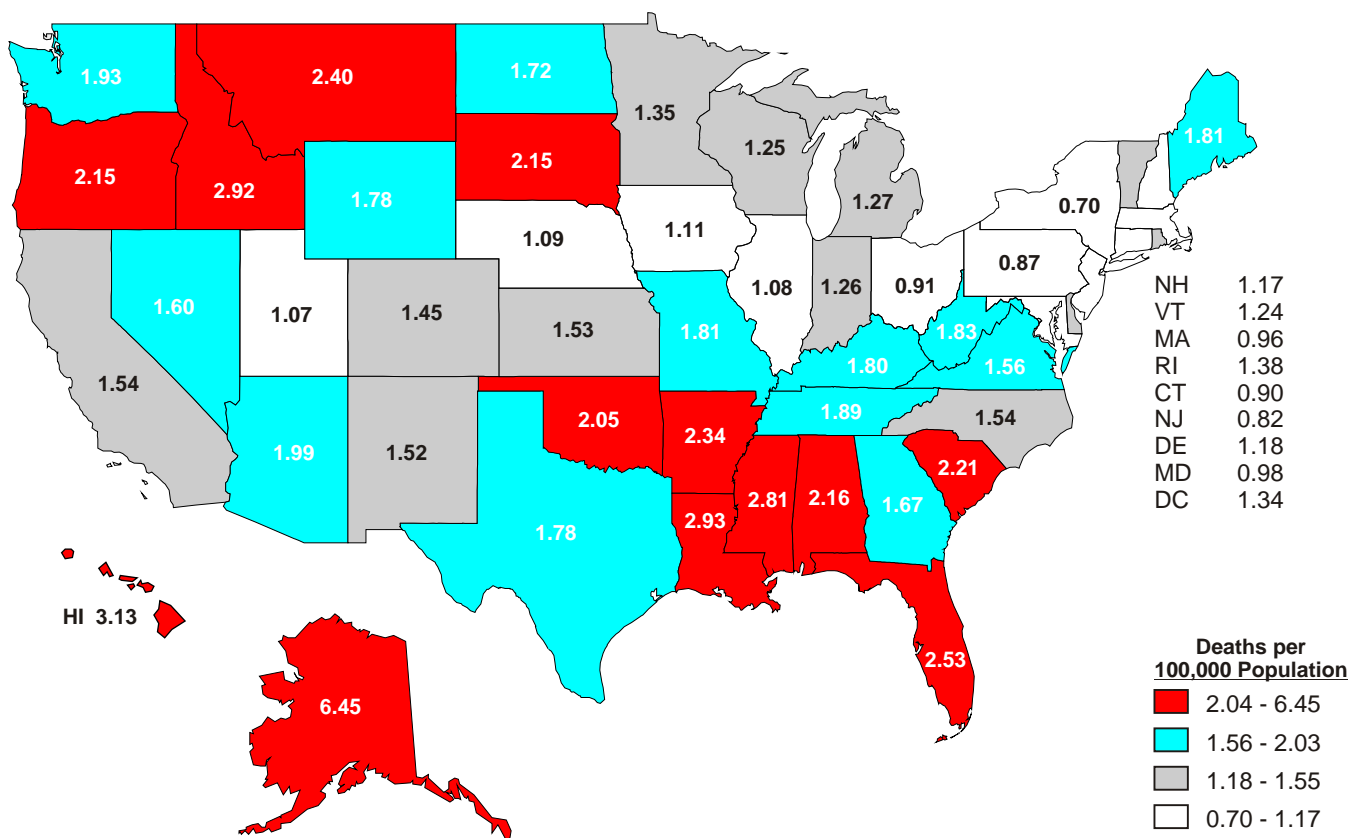 1.93
2.40
1.72
1.35
1.81
2.15
2.92
1.78
2.15
1.25
1.27
0.70
1.09
1.11
0.87
1.60
1.07
1.45
1.53
1.08
1.26
0.91
1.54
1.81
1.80
1.83
1.56
1.99
1.52
2.05
2.34
1.89
1.54
1.78
2.93
2.81
2.16
1.67
2.21
2.53
HI 3.13
6.45
NH 1.17
VT 1.24
MA 0.96
RI 1.38
CT 0.90
NJ 0.82
DE 1.18
MD 0.98
DC 1.34
Deaths per
100,000 Population
2.04 - 6.45
1.56 - 2.03
1.18 - 1.55
0.70 - 1.17